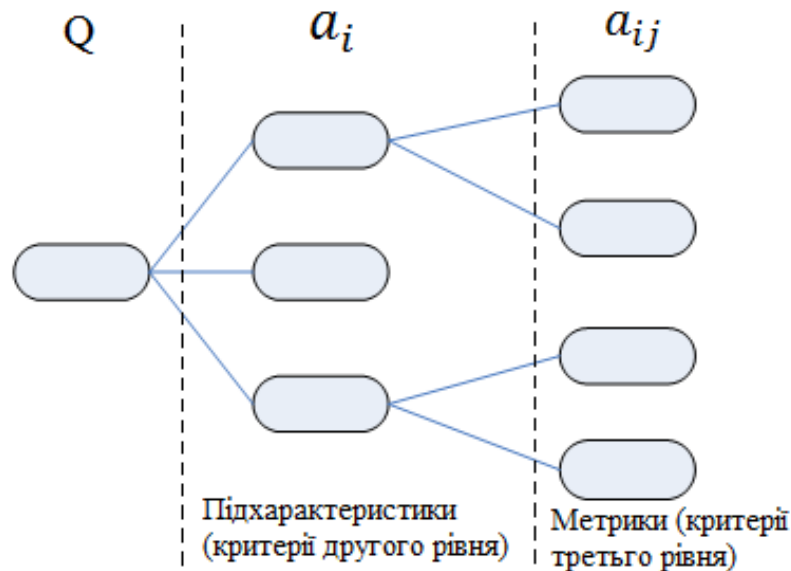 Q
a_i
a_ij
Підхарактеристики
(критерії другого рівня)
Метрики (критерії
третього рівня)